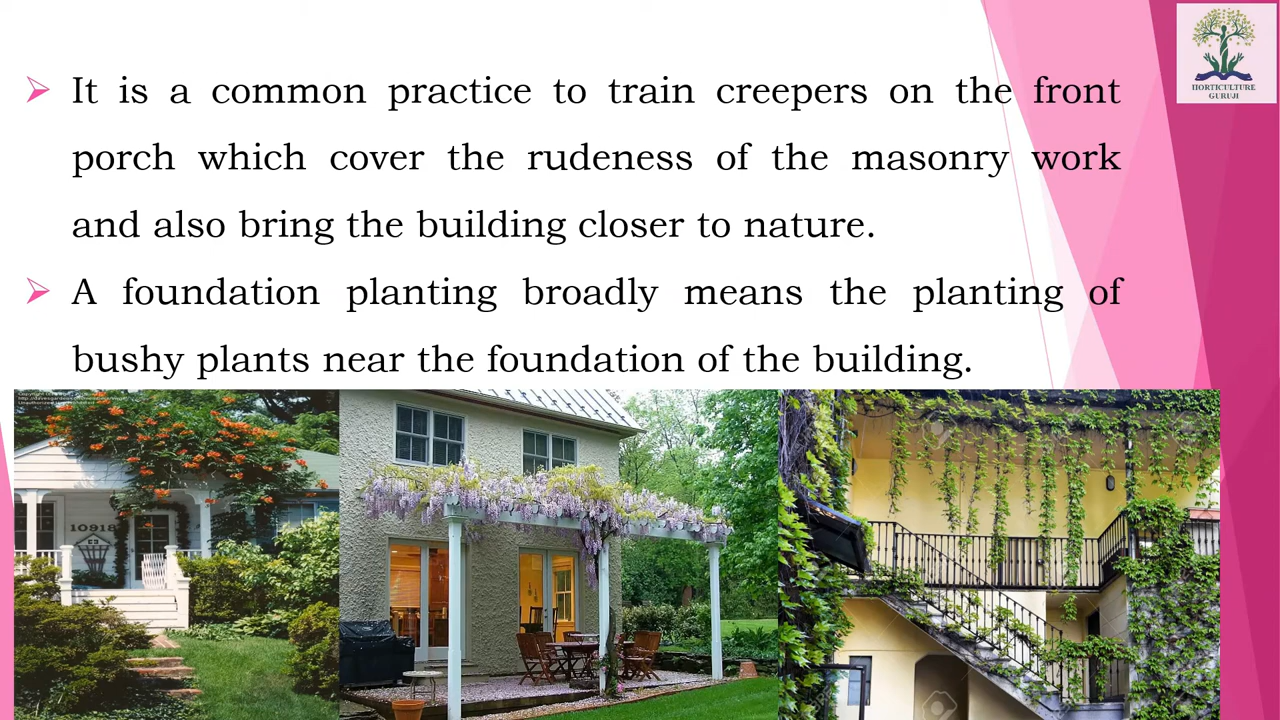 HORTICULTURE
GURUJI
It is a common practice to train creepers on the front
porch which cover the rudeness of the masonry work
and also bring the building closer to nature.
A foundation planting broadly means the planting of
bushy plants near the foundation of the building.
10918